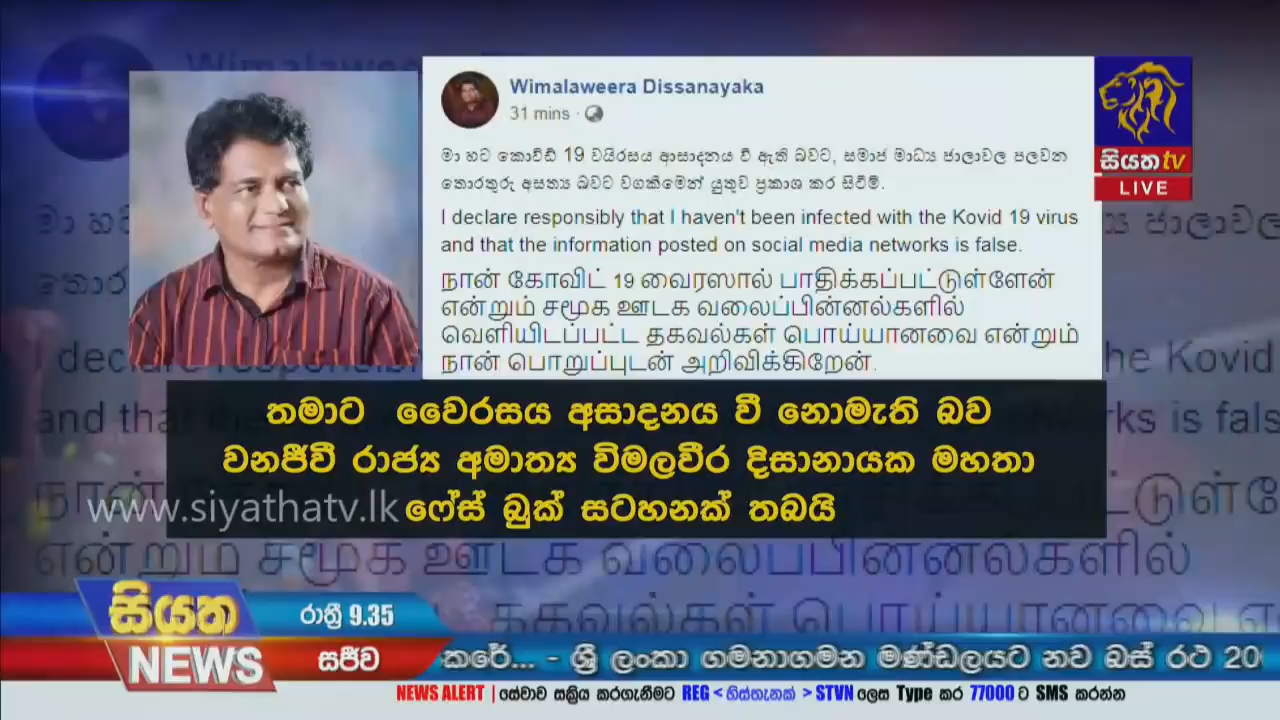 Wimalaweera Dissanayaka
31 mins ·
මා හට කොවිඩ් 19 වයිරසය ආසාදනය වී ඇති බවට, සමාජ මාධ්‍ය ජාලාවල පලවන
තොරතුරු අසත්‍ය බවට වගකීමෙන් යුතුව ප්‍රකාශ කර සිටිමි.
I declare responsibly that I haven't been infected with the Kovid 19 virus
and that the information posted on social media networks is false.
நான் கோவிட் 19 வைரஸால் பாதிக்கப்பட்டுள்ளேன்
என்றும் சமூக ஊடக வலைப்பின்னல்களில்
வெளியிடப்பட்ட தகவல்கள் பொய்யானவை என்றும்
நான் பொறுப்புடன் அறிவிக்கிறேன்.
සියත tv
LIVE
තමාට වෛරසය අසාදනය වී නොමැති බව
වනජීවී රාජ්‍ය අමාත්‍ය විමලවීර දිසානායක මහතා
ෆේස් බුක් සටහනක් තබයි
www.siyathatv.lk
සියත
NEWS
රාත්‍රී 9.35
සජීව
කරේ... - ශ්‍රී ලංකා ගමනාගමන මණ්ඩලයට නව බස් රථ 20
NEWS ALERT | සේවාව සක්‍රිය කරගැනීමට REG < හිස්තැනක් > STVN ලෙස Type කර 77000 ට SMS කරන්න